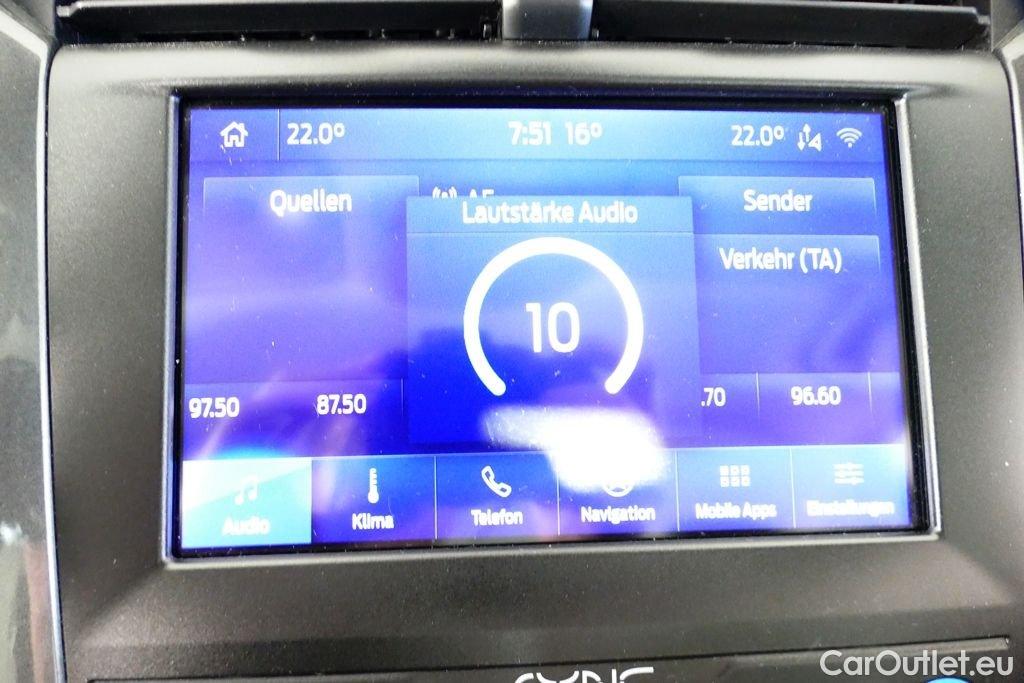 22.0° 7:51 16° 22.0°
Quellen Sender
Lautstärke Audio
Verkehr (TA)
10
97.50 87.50 .70 96.60
Audio Klima Telefon Navigation Mobile Apps Einstellungen
SYNC
CarOutlet.eu